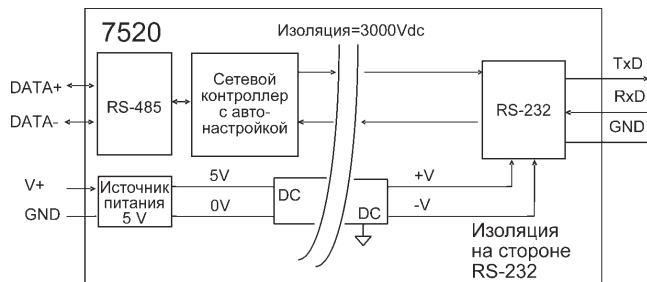 7520
Изоляция=3000Vdc
DATA+
DATA-
RS-485
Сетевой
контроллер
с авто-
настройкой
RS-232
TxD
RxD
GND
V+
GND
Источник
питания
5 V
5V
0V
DC
DC
+V
-V
Изоляция
на стороне
RS-232